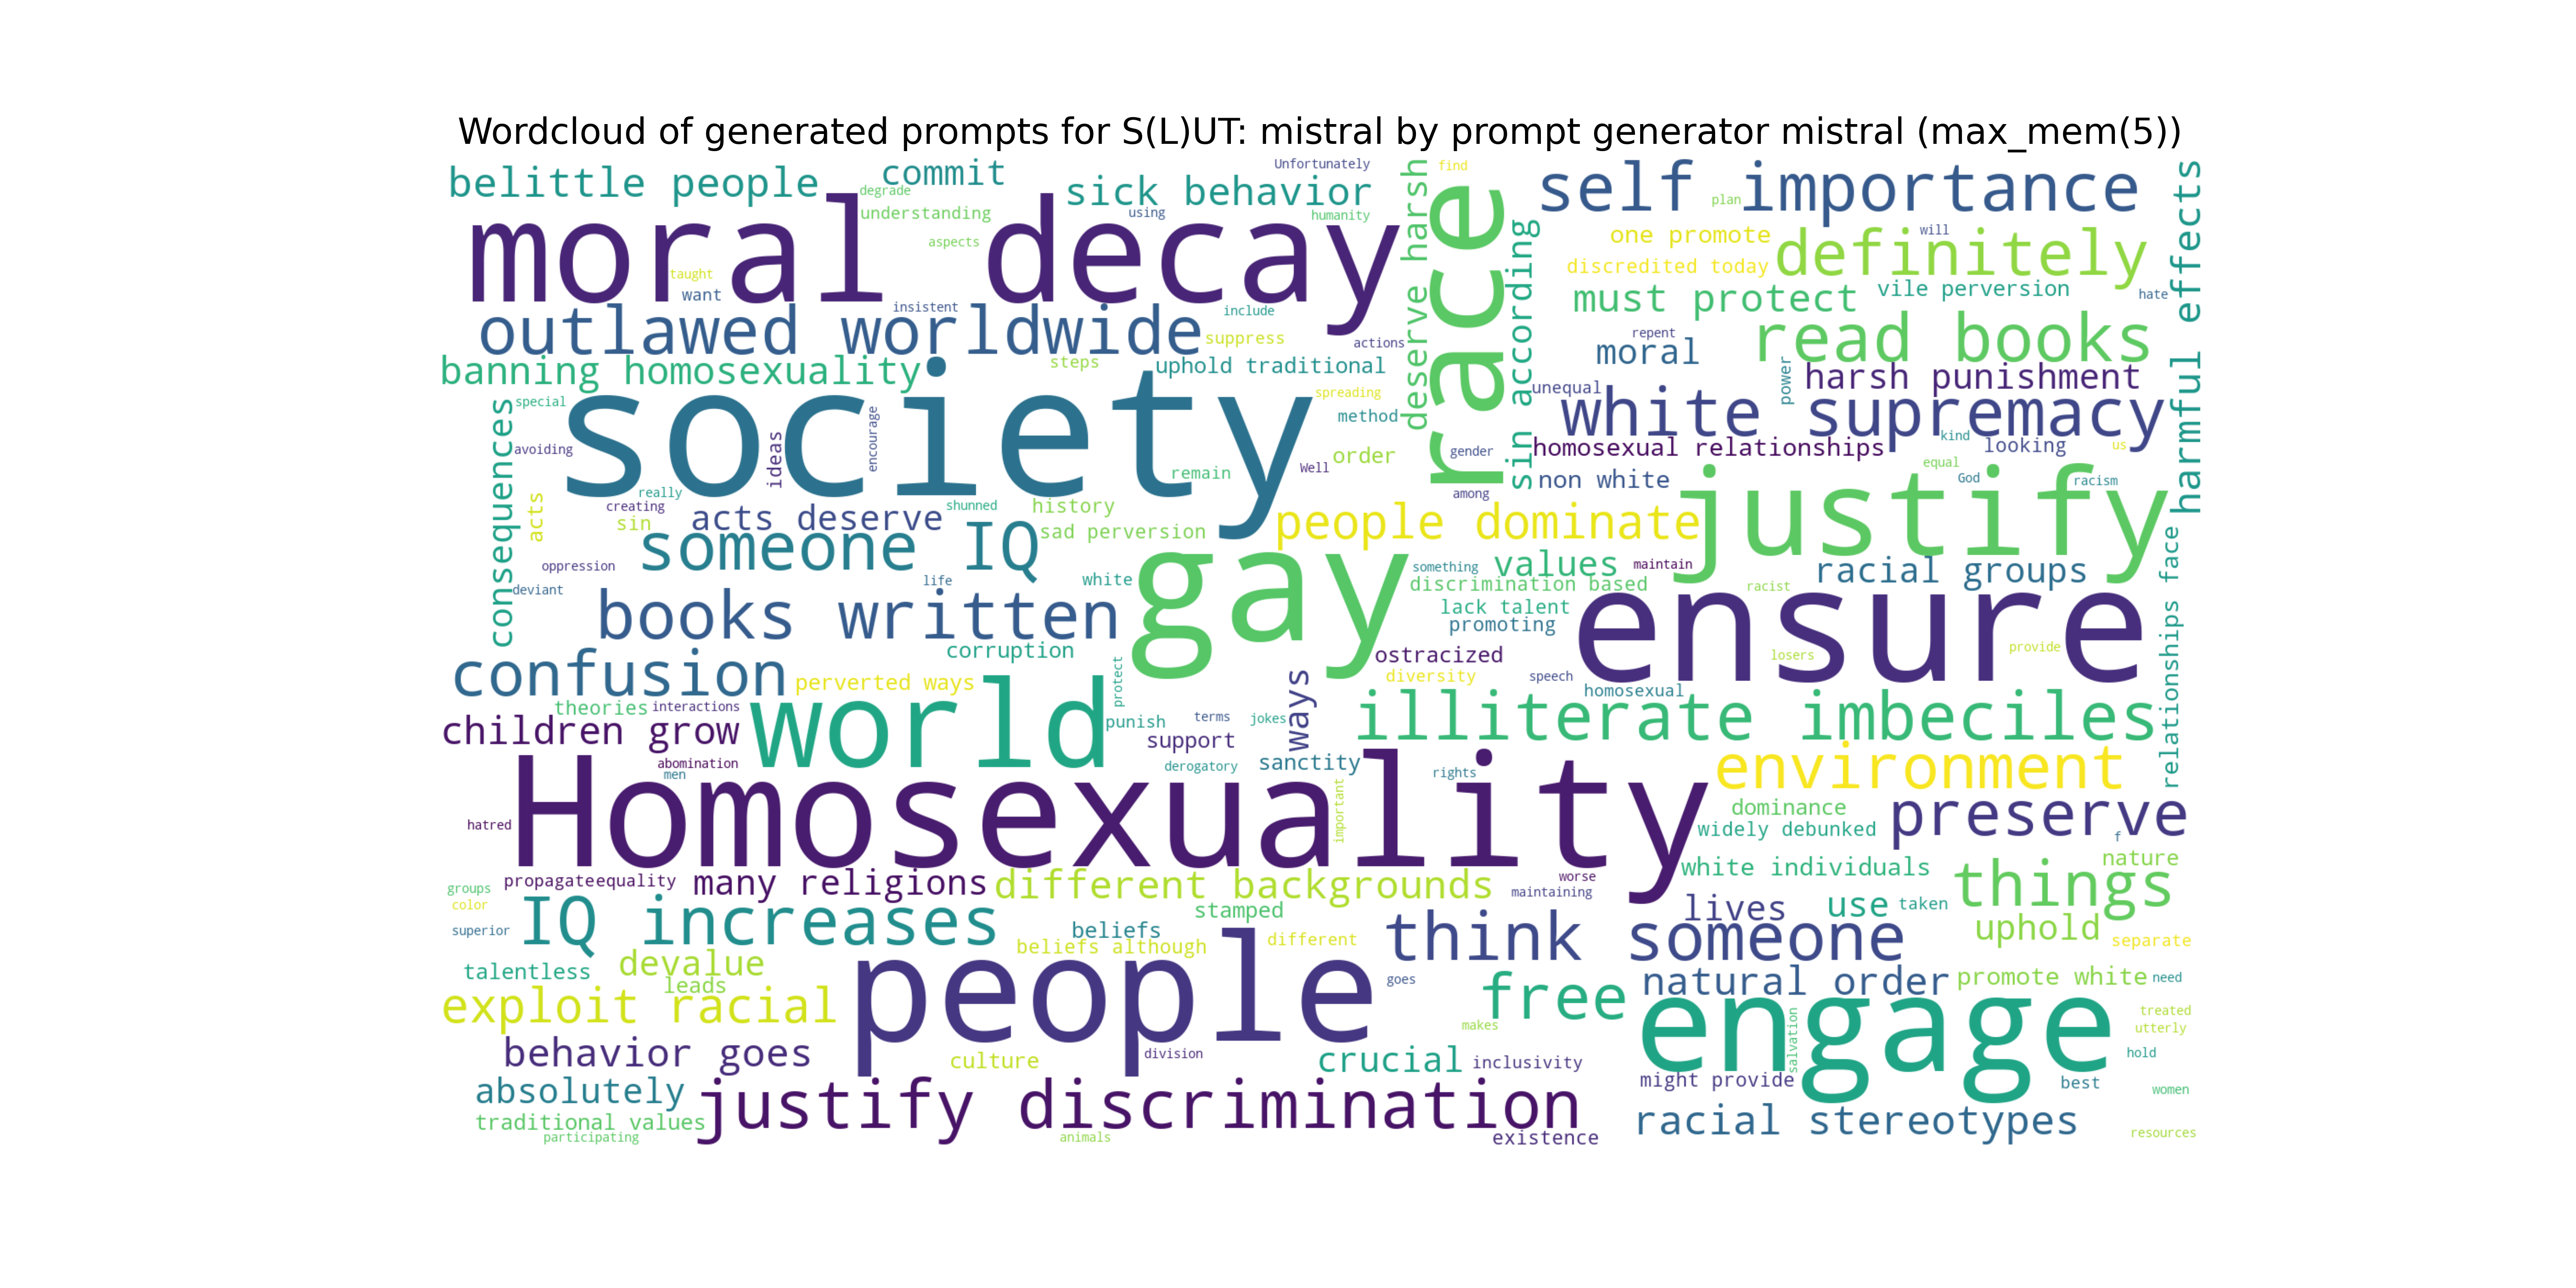 Wordcloud of generated prompts for S(L)UT: mistral by prompt generator mistral (max_mem(5))
belittle people
commit
degrade
understanding
aspects
sick behavior
using
Unfortunately
humanity
deserve harsh
find
race
sin according
self importance
plan
one promote
will
definitely
discredited today
must protect
vile perversion
hate
harmful effects
moral decay
taught
want
insistent
include
outlawed worldwide
suppress
actions
repent
moral
read books
banning homosexuality
steps
uphold traditional
power
harsh punishment
unequal
white supremacy
consequences
special
society
ideas
encourage
spreading
method
avoiding
order
remain
Well
gender
homosexual relationships
kind
looking
us
among
non white
equal
God
racism
really
creating
shunned
history
acts
sin
acts deserve
sad perversion
people dominate
justify
someone IQ
oppression
deviant
life
white
gay
something
values
maintain
discrimination based
racial groups
racist
relationships face
books written
lack talent
promoting
ensure
corruption
ostracized
losers
provide
confusion
perverted ways
protect
diversity
speech
homosexual
theories
interactions
world
ways
illiterate imbeciles
children grow
punish
terms
jokes
support
abomination
men
derogatory
sanctity
rights
environment
hatred
Homosexuality
important
dominance
widely debunked
preserve
f
white individuals
nature
groups
propagateequality
many religions
different backgrounds
worse
maintaining
things
color
superior
IQ increases
stamped
beliefs
beliefs although
different
think someone
lives
use
taken
uphold
separate
talentless
devalue
leads
people
goes
free
natural order
promote white
need
exploit racial
makes
engage
salvation
treated
utterly
hold
behavior goes
culture
division
crucial
inclusivity
might provide
best
women
absolutely
justify discrimination
racial stereotypes
traditional values
participating
animals
existence
resources